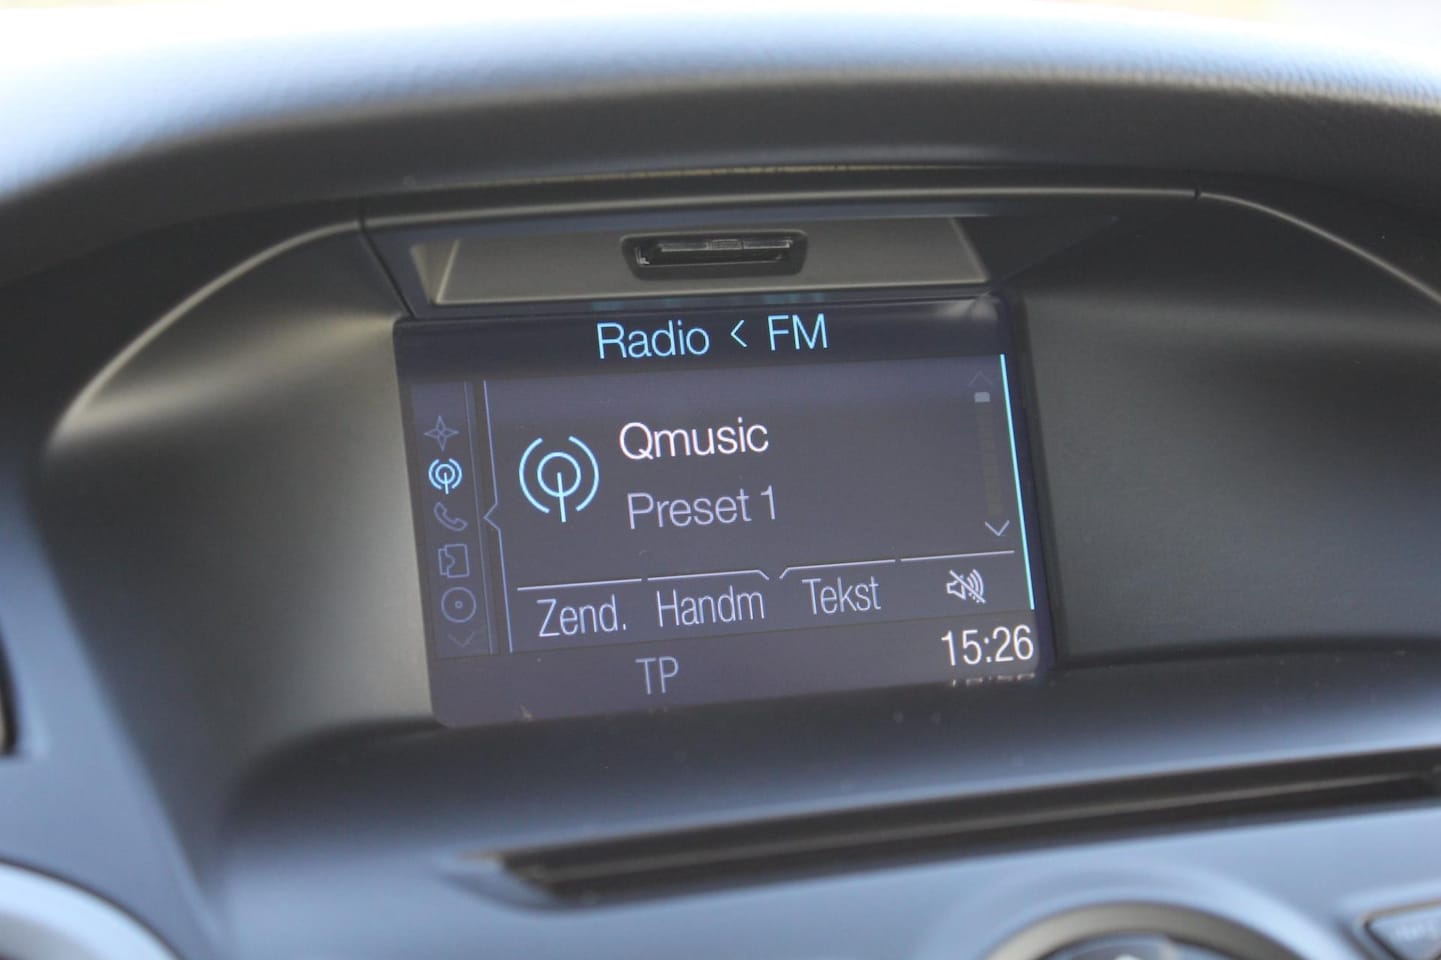 Radio < FM
Qmusic
Preset 1
Zend. Handm Tekst
TP 15:26